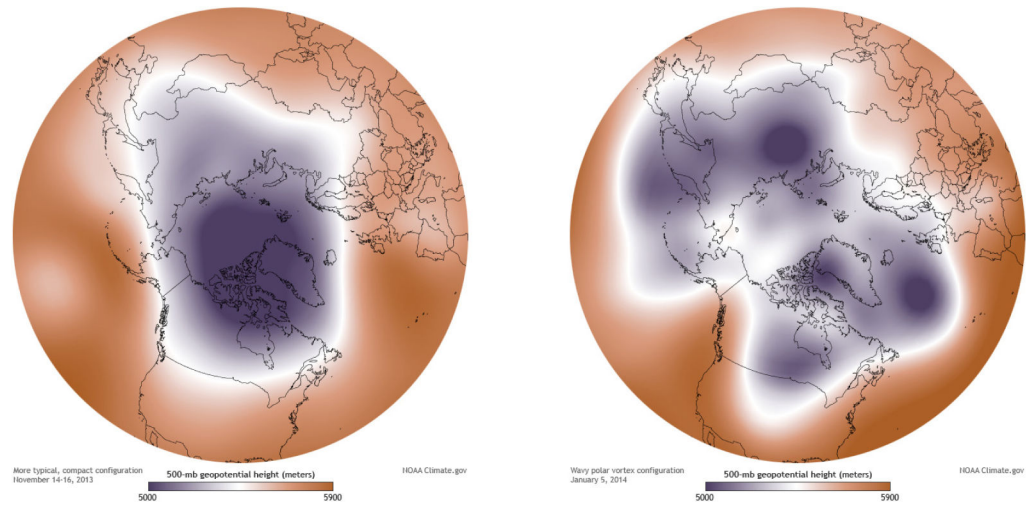 More typical, compact configuration
November 14-16, 2013
500-mb geopotential height (meters)
5000 5900
NOAA Climate.gov
Wavy polar vortex configuration
January 5, 2014
500-mb geopotential height (meters)
5000 5900
NOAA Climate.gov